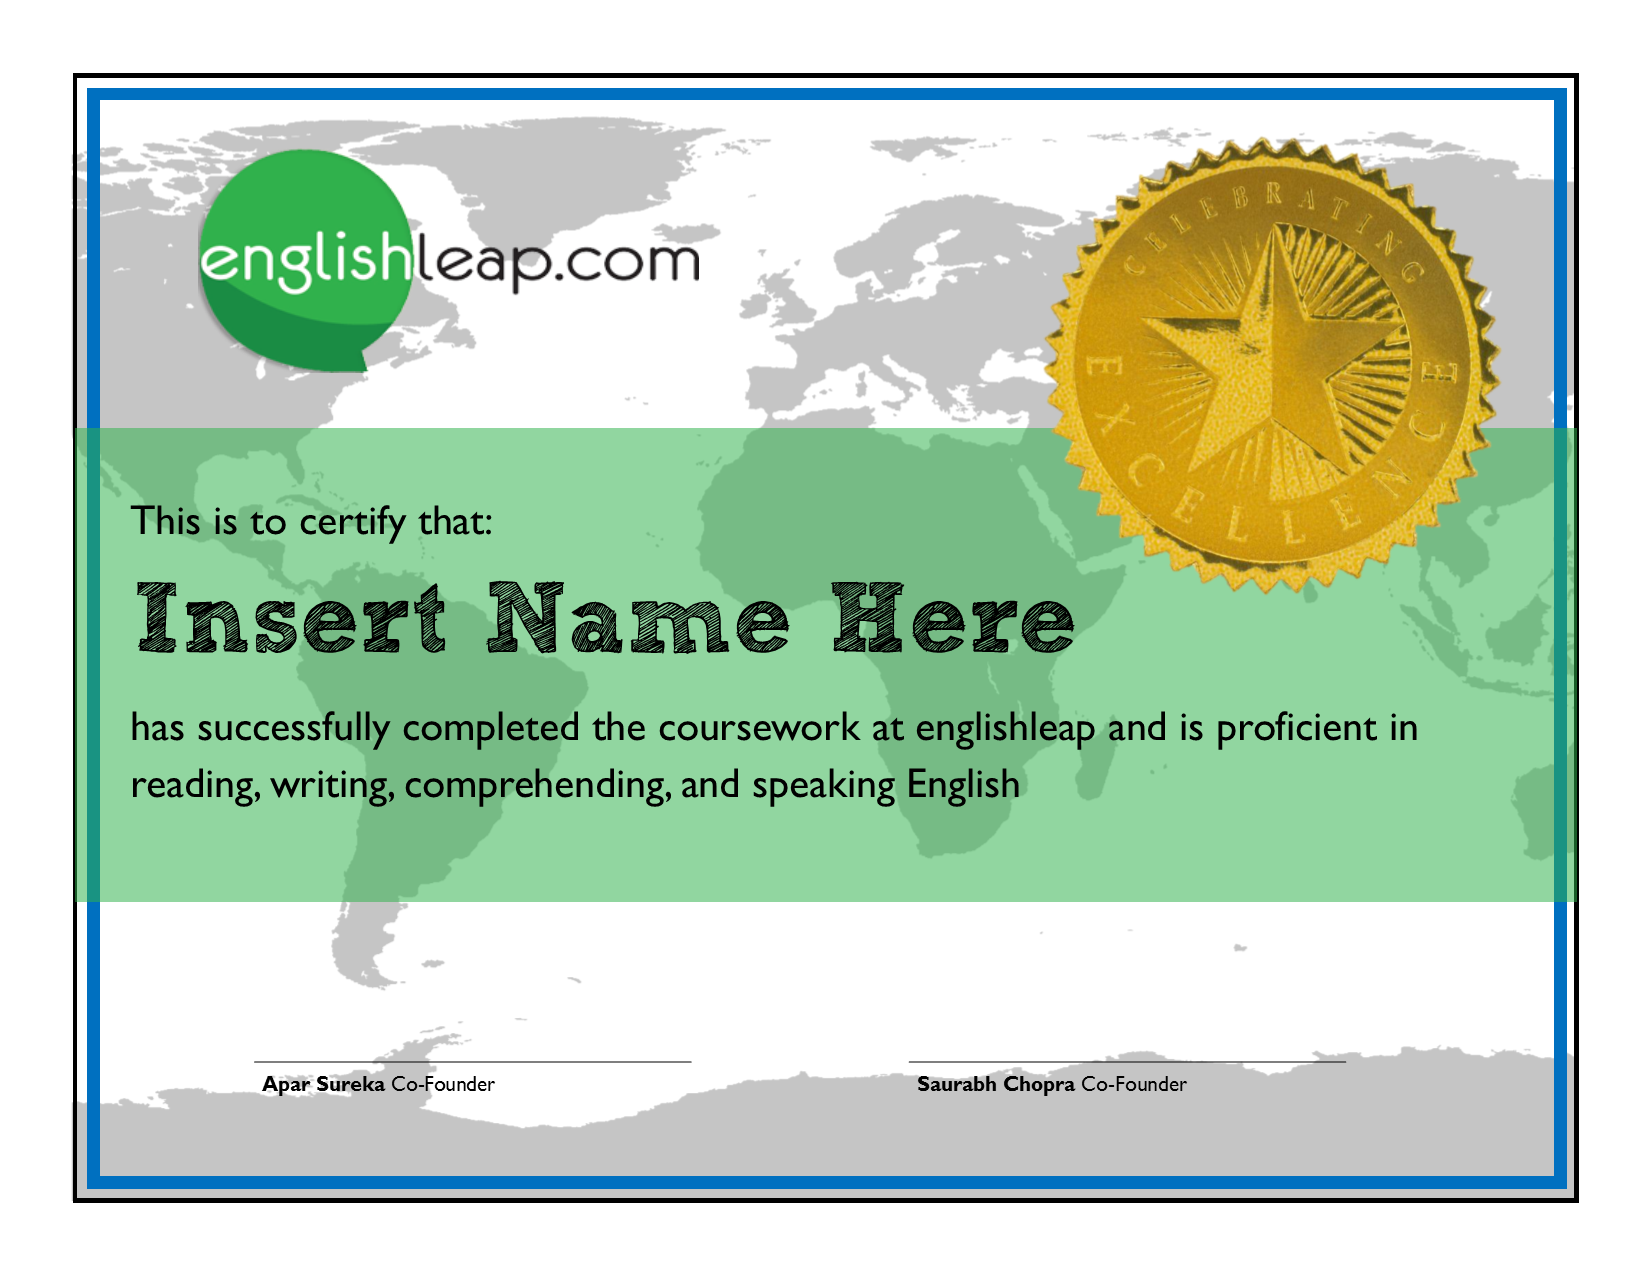 englishleap.com
CELEBRATING
EXCELLENCE
This is to certify that:
Insert Name Here
has successfully completed the coursework at englishleap and is proficient in
reading, writing, comprehending, and speaking English
Apar Sureka Co-Founder
Saurabh Chopra Co-Founder